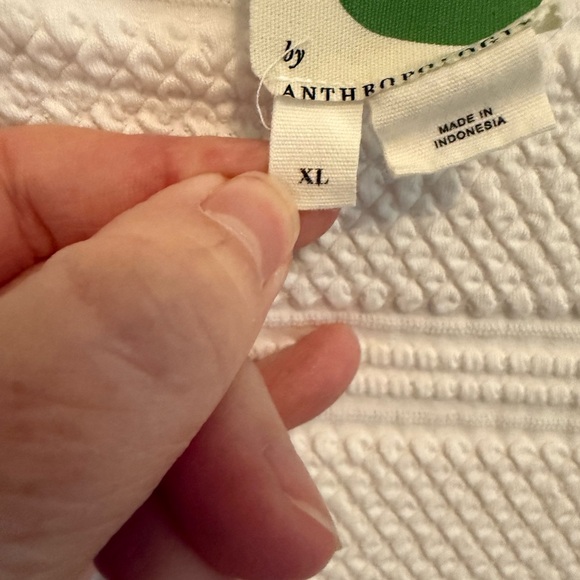 by
ANTHROPOLOGIE
XL
MADE IN
INDONESIA